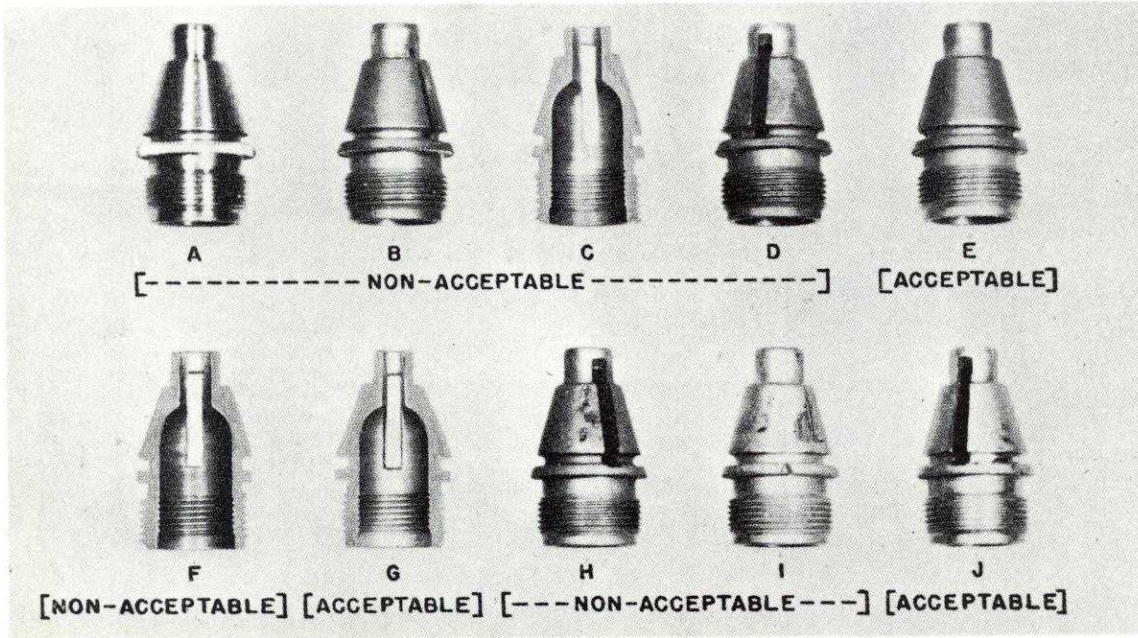 A B C D E
[-----------NON-ACCEPTABLE------------] [ACCEPTABLE]
F G H I J
[NON-ACCEPTABLE] [ACCEPTABLE] [---NON-ACCEPTABLE---] [ACCEPTABLE]